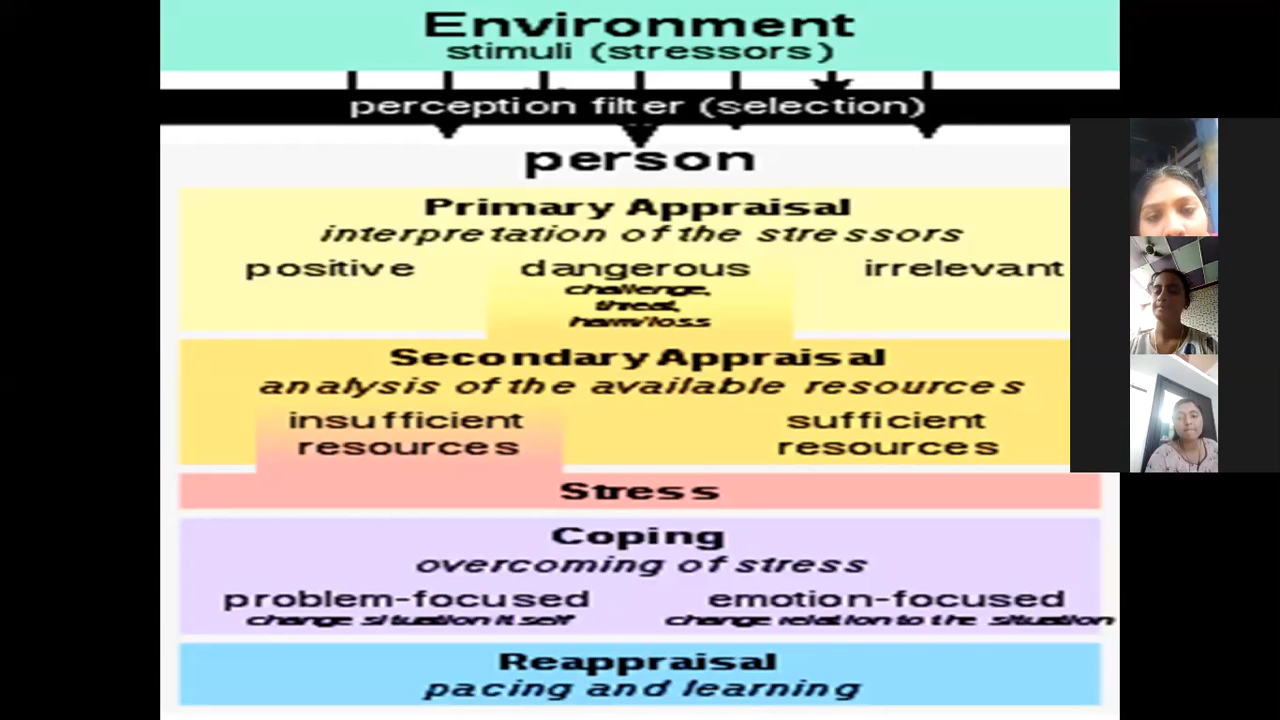 Environment
stimuli (stressors)
perception filter (selection)
person
Primary Appraisal
interpretation of the stressors
positive dangerous irrelevant
challenge,
threat,
harm/loss
Secondary Appraisal
analysis of the available resources
insufficient sufficient
resources resources
Stress
Coping
overcoming of stress
problem-focused emotion-focused
change situation itself change relation to the situation
Reappraisal
pacing and learning